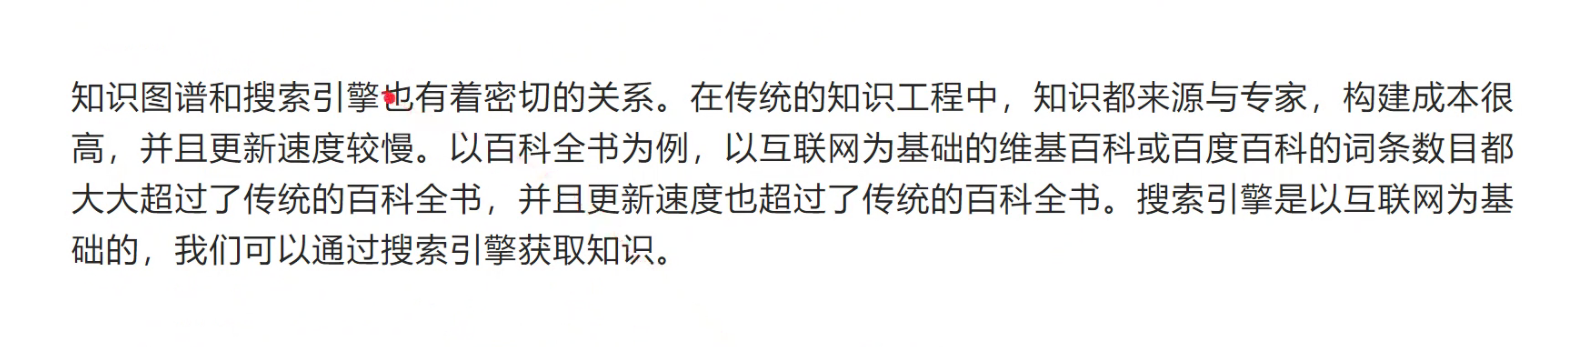 知识图谱和搜索引擎也有着密切的关系。在传统的知识工程中，知识都来源与专家，构建成本很
高，并且更新速度较慢。以百科全书为例，以互联网为基础的维基百科或百度百科的词条数目都
大大超过了传统的百科全书，并且更新速度也超过了传统的百科全书。搜索引擎是以互联网为基
础的，我们可以通过搜索引擎获取知识。